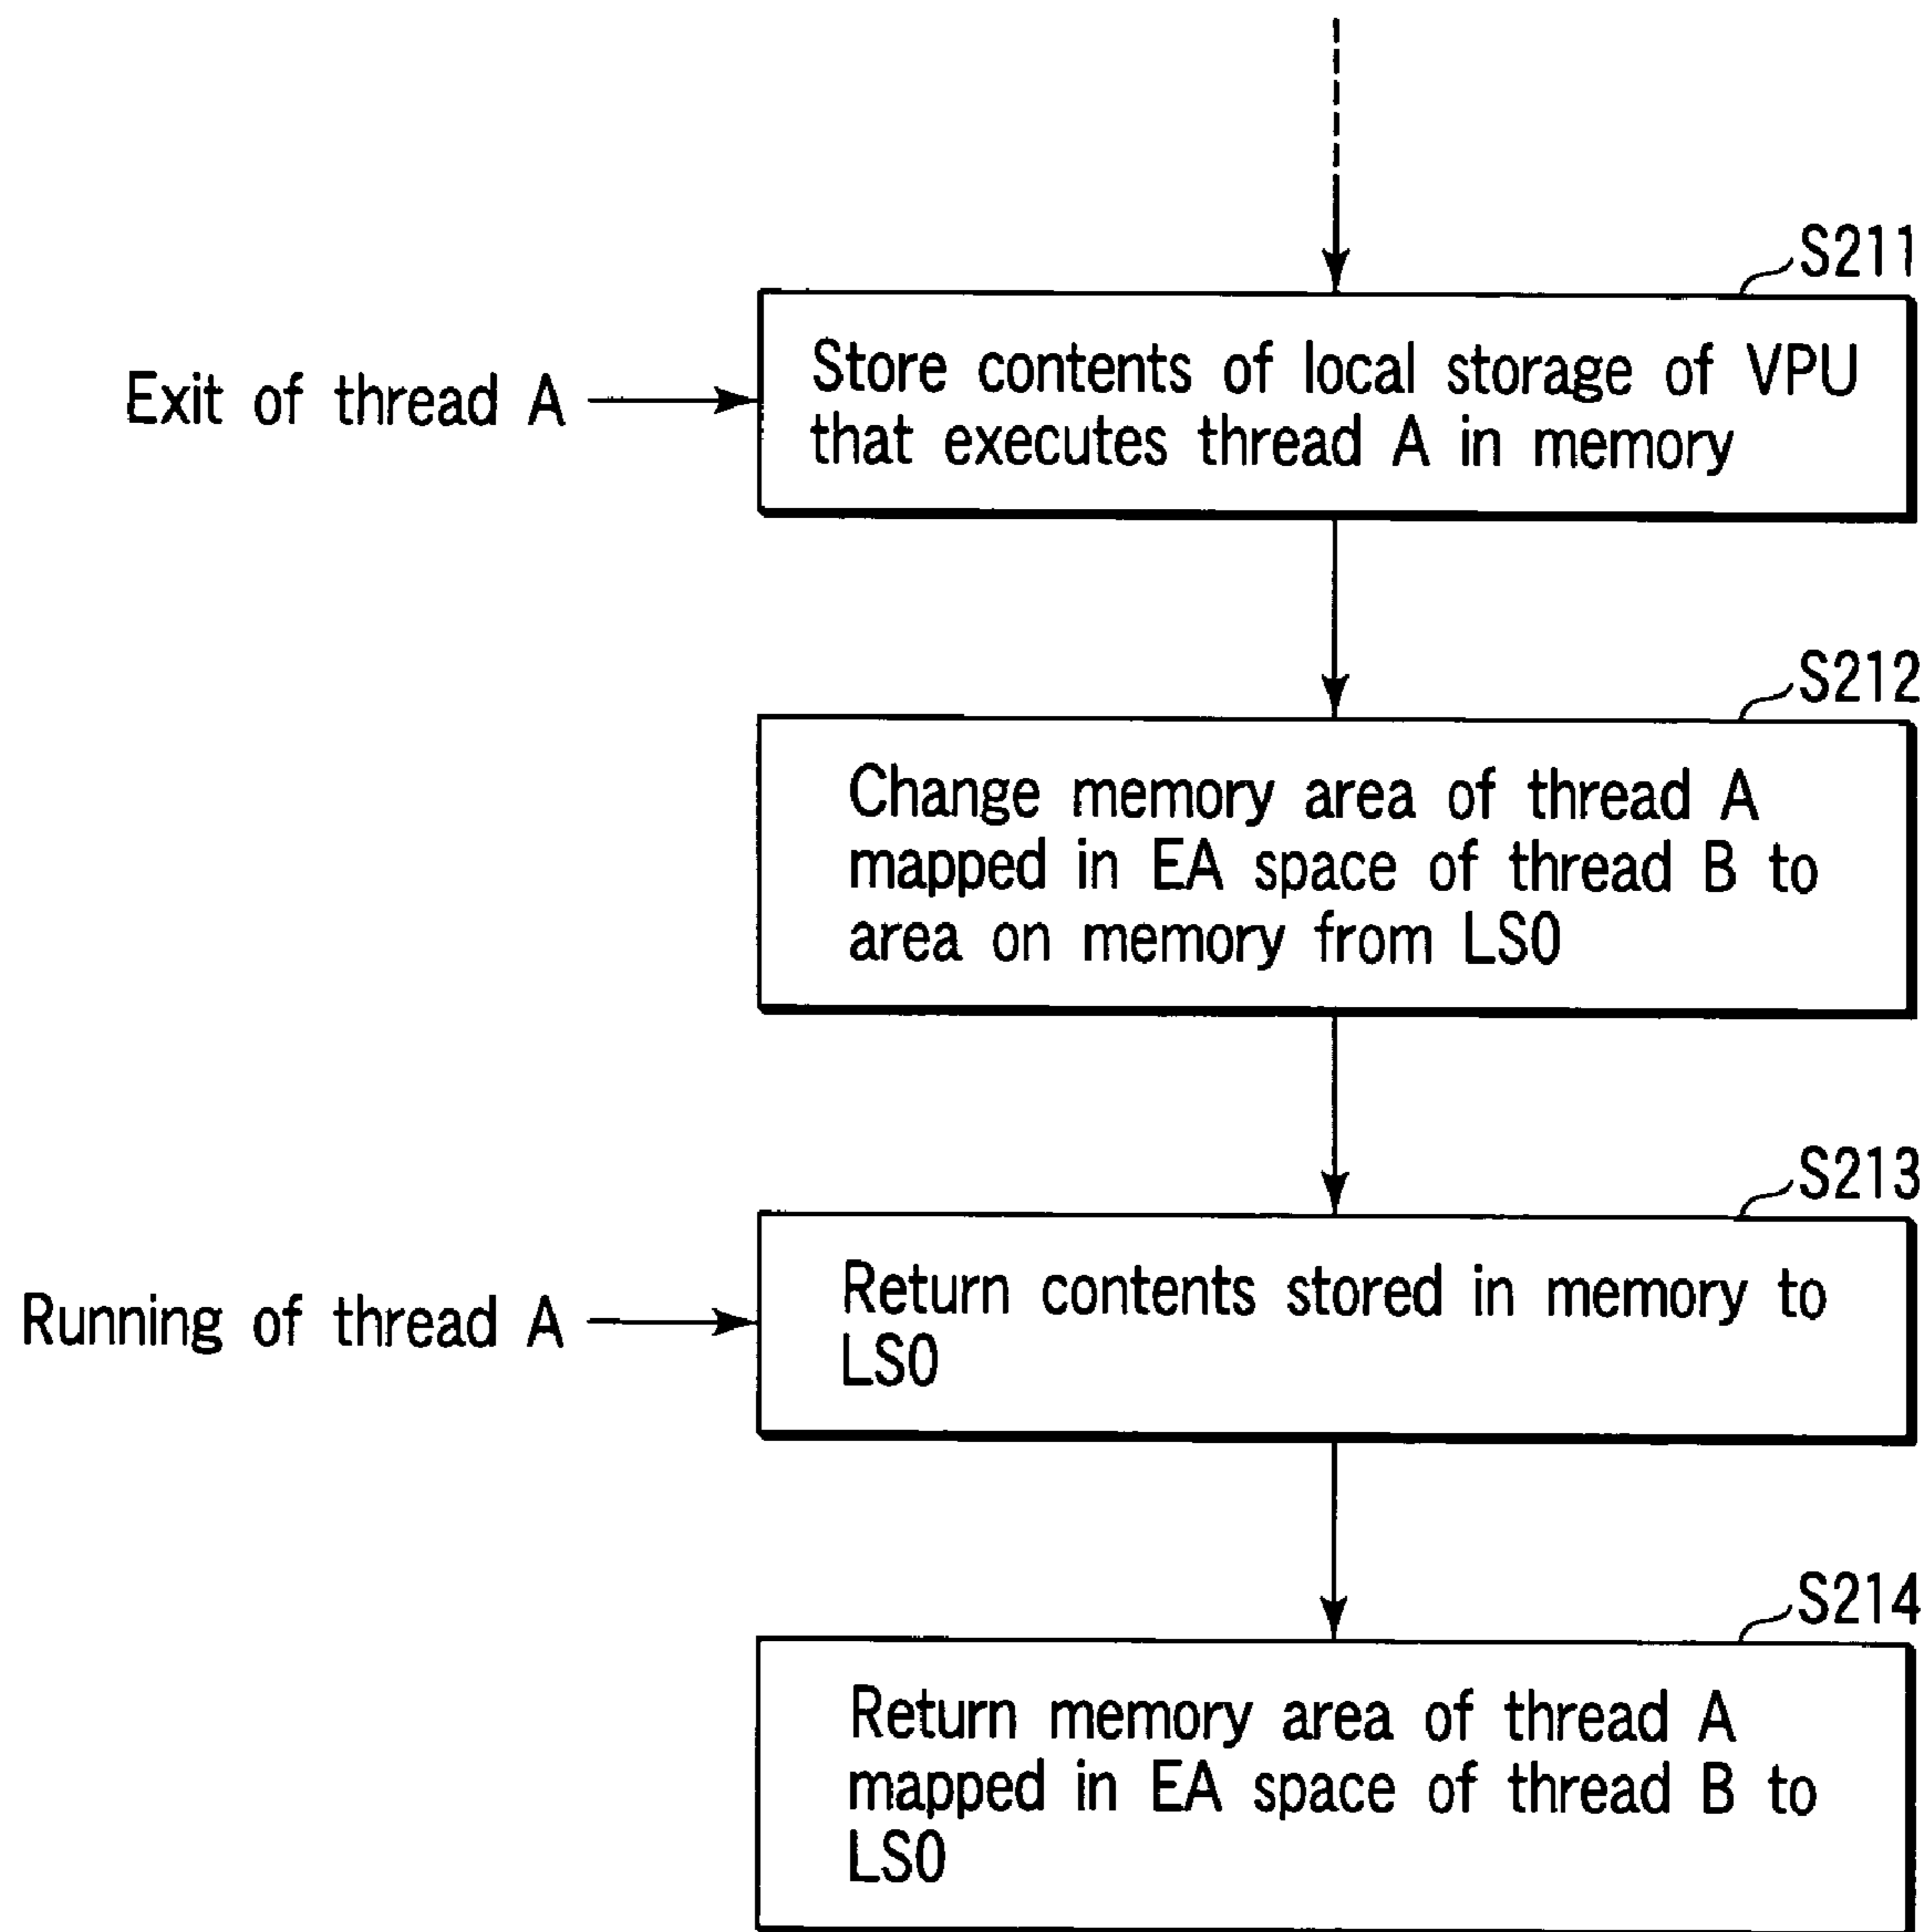 S211
Exit of thread A
Store contents of local storage of VPU
that executes thread A in memory
S212
Change memory area of thread A
mapped in EA space of thread B to
area on memory from LS0
S213
Running of thread A
Return contents stored in memory to
LS0
S214
Return memory area of thread A
mapped in EA space of thread B to
LS0